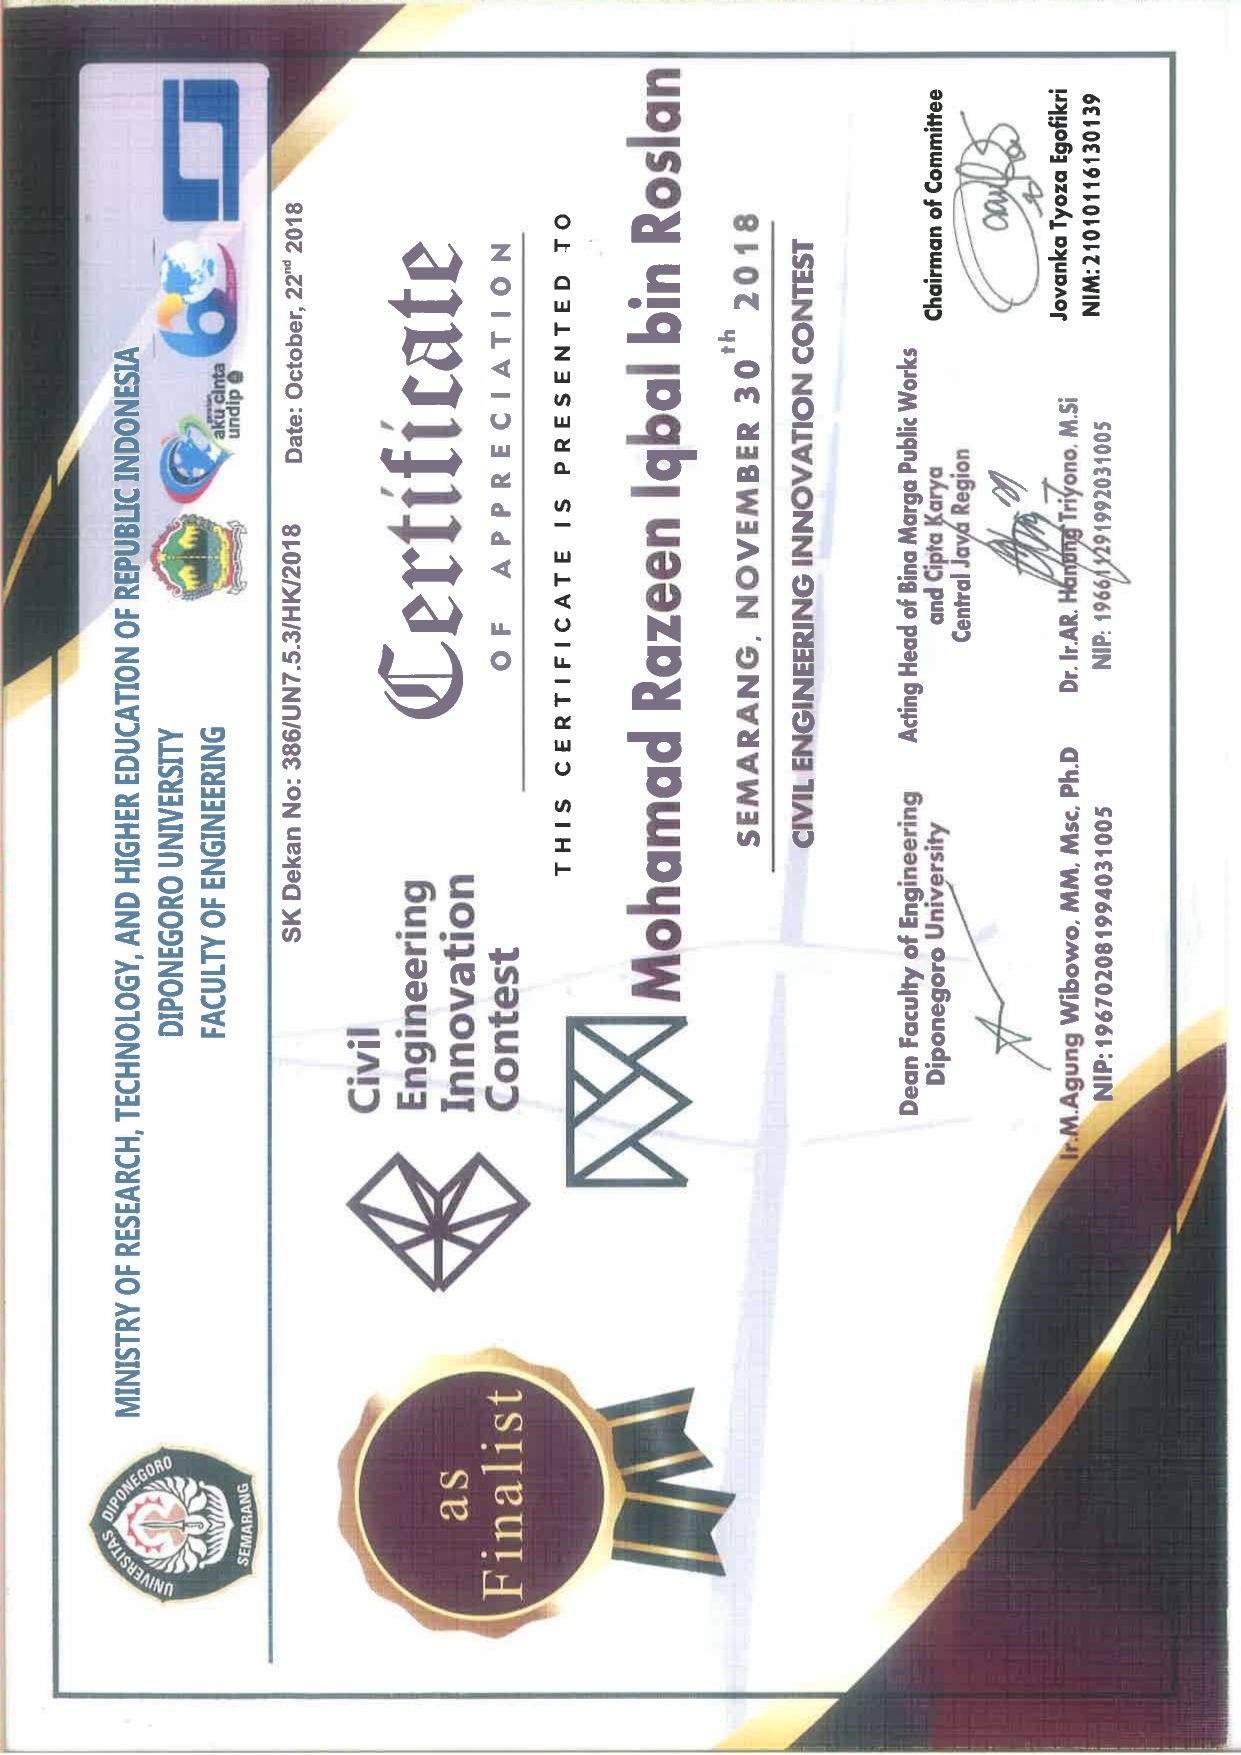 UNIVERSITAS DIPONEGORO
SEMARANG
MINISTRY OF RESEARCH, TECHNOLOGY, AND HIGHER EDUCATION OF REPUBLIC INDONESIA
DIPONEGORO UNIVERSITY
FACULTY OF ENGINEERING
aku cinta
undip
60
SK Dekan No: 386/UN7.5.3/HK/2018 Date: October, 22nd 2018
as
Finalist
Civil
Engineering
Innovation
Contest
Certificate
OF APPRECIATION
THIS CERTIFICATE IS PRESENTED TO
Mohamad Razeen Iqbal bin Roslan
SEMARANG, NOVEMBER 30th 2018
CIVIL ENGINEERING INNOVATION CONTEST
Dean Faculty of Engineering
Diponegoro University
Ir.M.Agung Wibowo, MM, Msc, Ph.D
NIP: 196702081994031005
Acting Head of Bina Marga Public Works
and Cipta Karya
Central Java Region
Dr. Ir.AR. Hanung Triyono, M.Si
NIP: 196611291992031005
Chairman of Committee
Jovanka Tyoza Egofikri
NIM:21010116130139